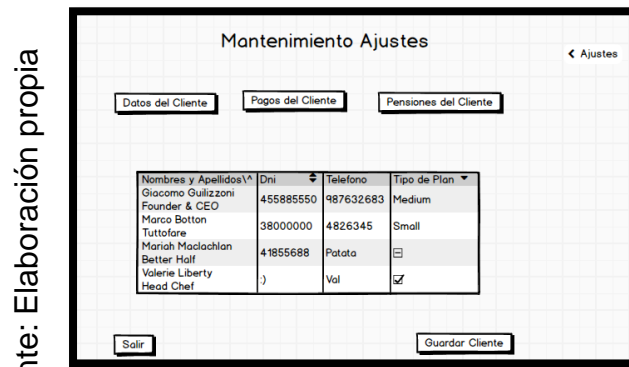 nte: Elaboración propia
Mantenimiento Ajustes
Ajustes
Datos del Cliente
Pagos del Cliente
Pensiones del Cliente
Nombres y Apellidos\^ Dni Telefono Tipo de Plan
Giacomo Guilizzoni
Founder & CEO 455885550 987632683 Medium
Marco Botton
Tuttofare 38000000 4826345 Small
Mariah Maclachlan
Better Half 41855688 Patata
Valerie Liberty
Head Chef :) Val
Salir
Guardar Cliente